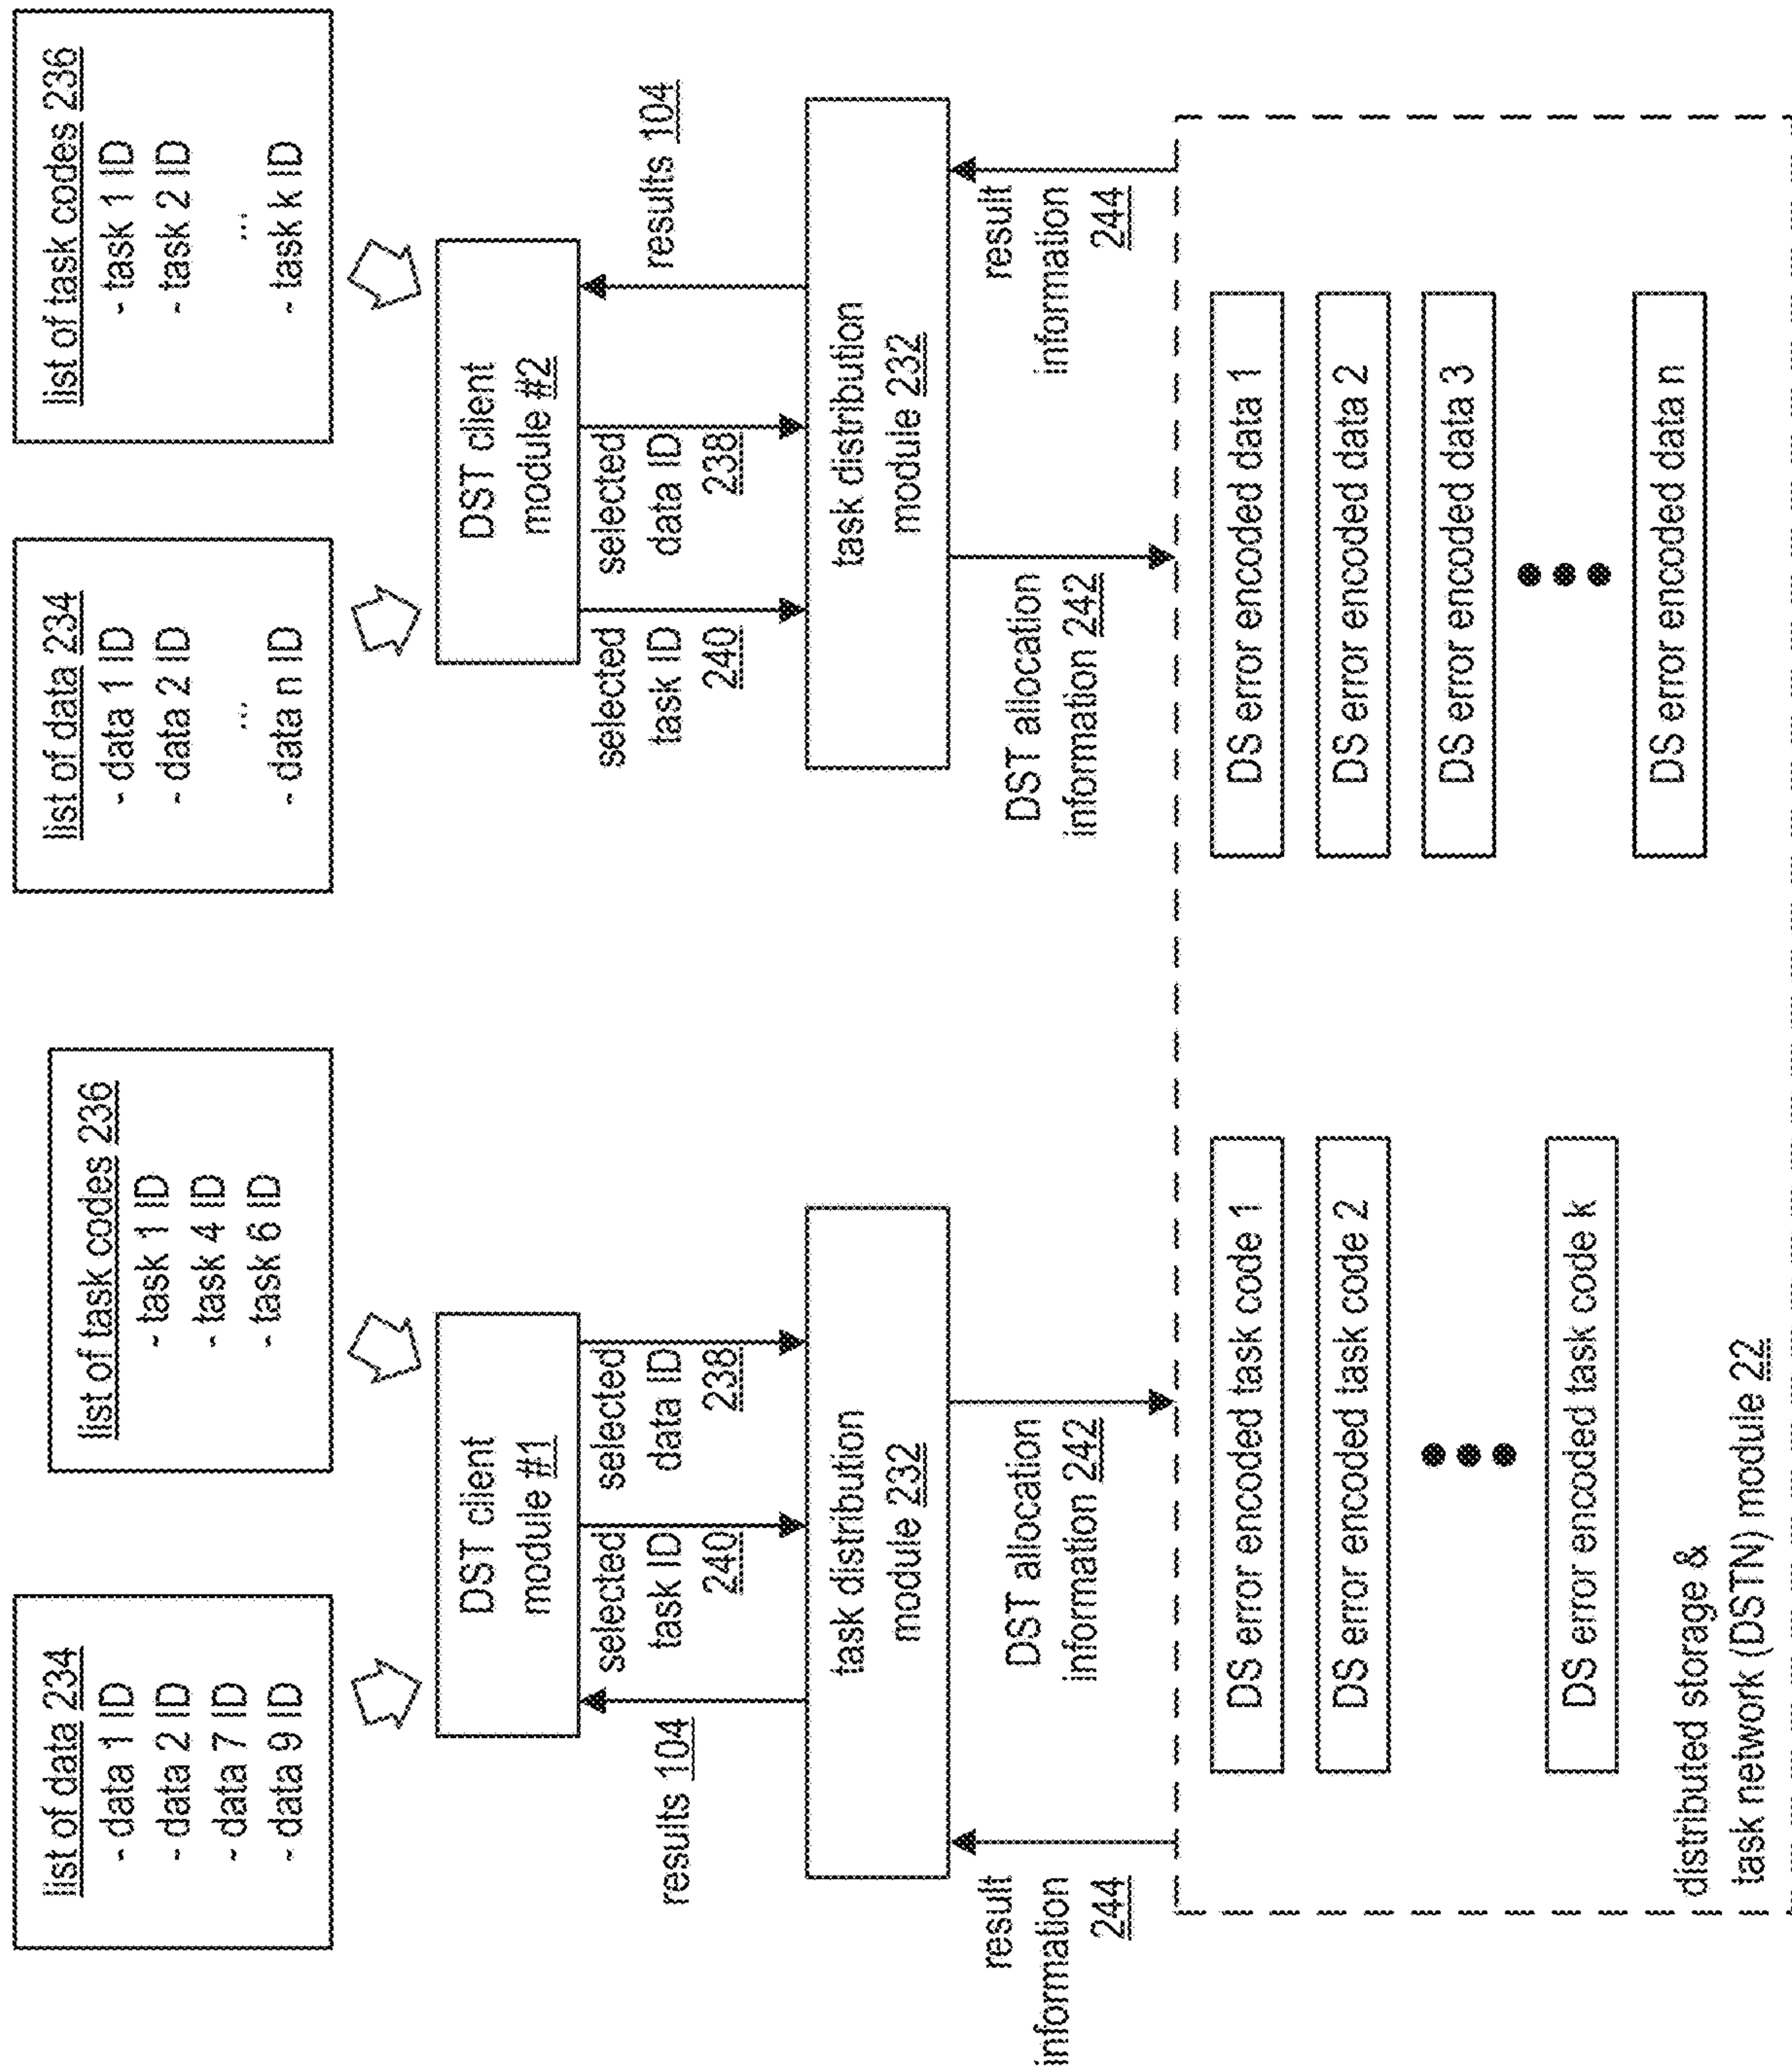 list of data 234
- data 1 ID
- data 2 ID
- data 7 ID
- data 9 ID
list of task codes 236
- task 1 ID
- task 4 ID
- task 6 ID
list of data 234
- data 1 ID
- data 2 ID
...
- data n ID
list of task codes 236
- task 1 ID
- task 2 ID
...
- task k ID
DST client
module #1
DST client
module #2
results 104
selected
task ID
240
selected
data ID
238
selected
task ID
240
selected
data ID
238
results 104
task distribution
module 232
task distribution
module 232
result
information
244
DST allocation
information 242
DST allocation
information 242
result
information
244
DS error encoded task code 1
DS error encoded task code 2
DS error encoded task code k
DS error encoded data 1
DS error encoded data 2
DS error encoded data 3
DS error encoded data n
distributed storage &
task network (DSTN) module 22